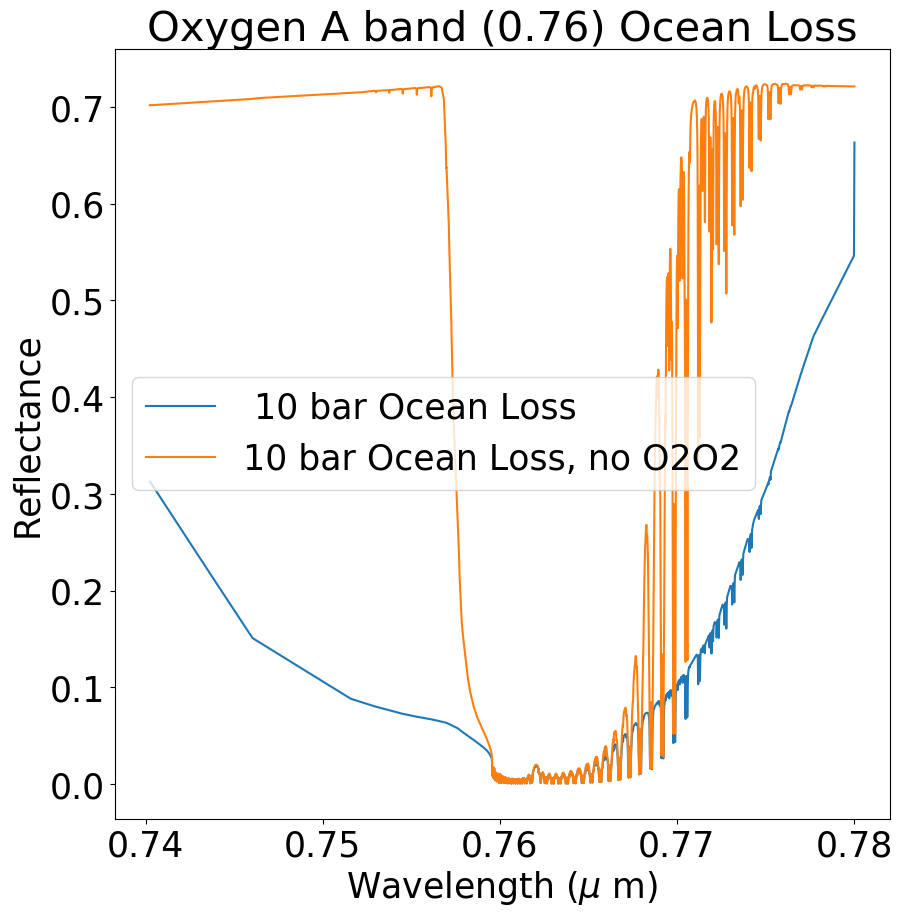 Oxygen A band (0.76) Ocean Loss
0.7
0.6
0.5
0.4
0.3
0.2
0.1
0.0
Reflectance
10 bar Ocean Loss
10 bar Ocean Loss, no O2O2
0.74 0.75 0.76 0.77 0.78
Wavelength (μ m)